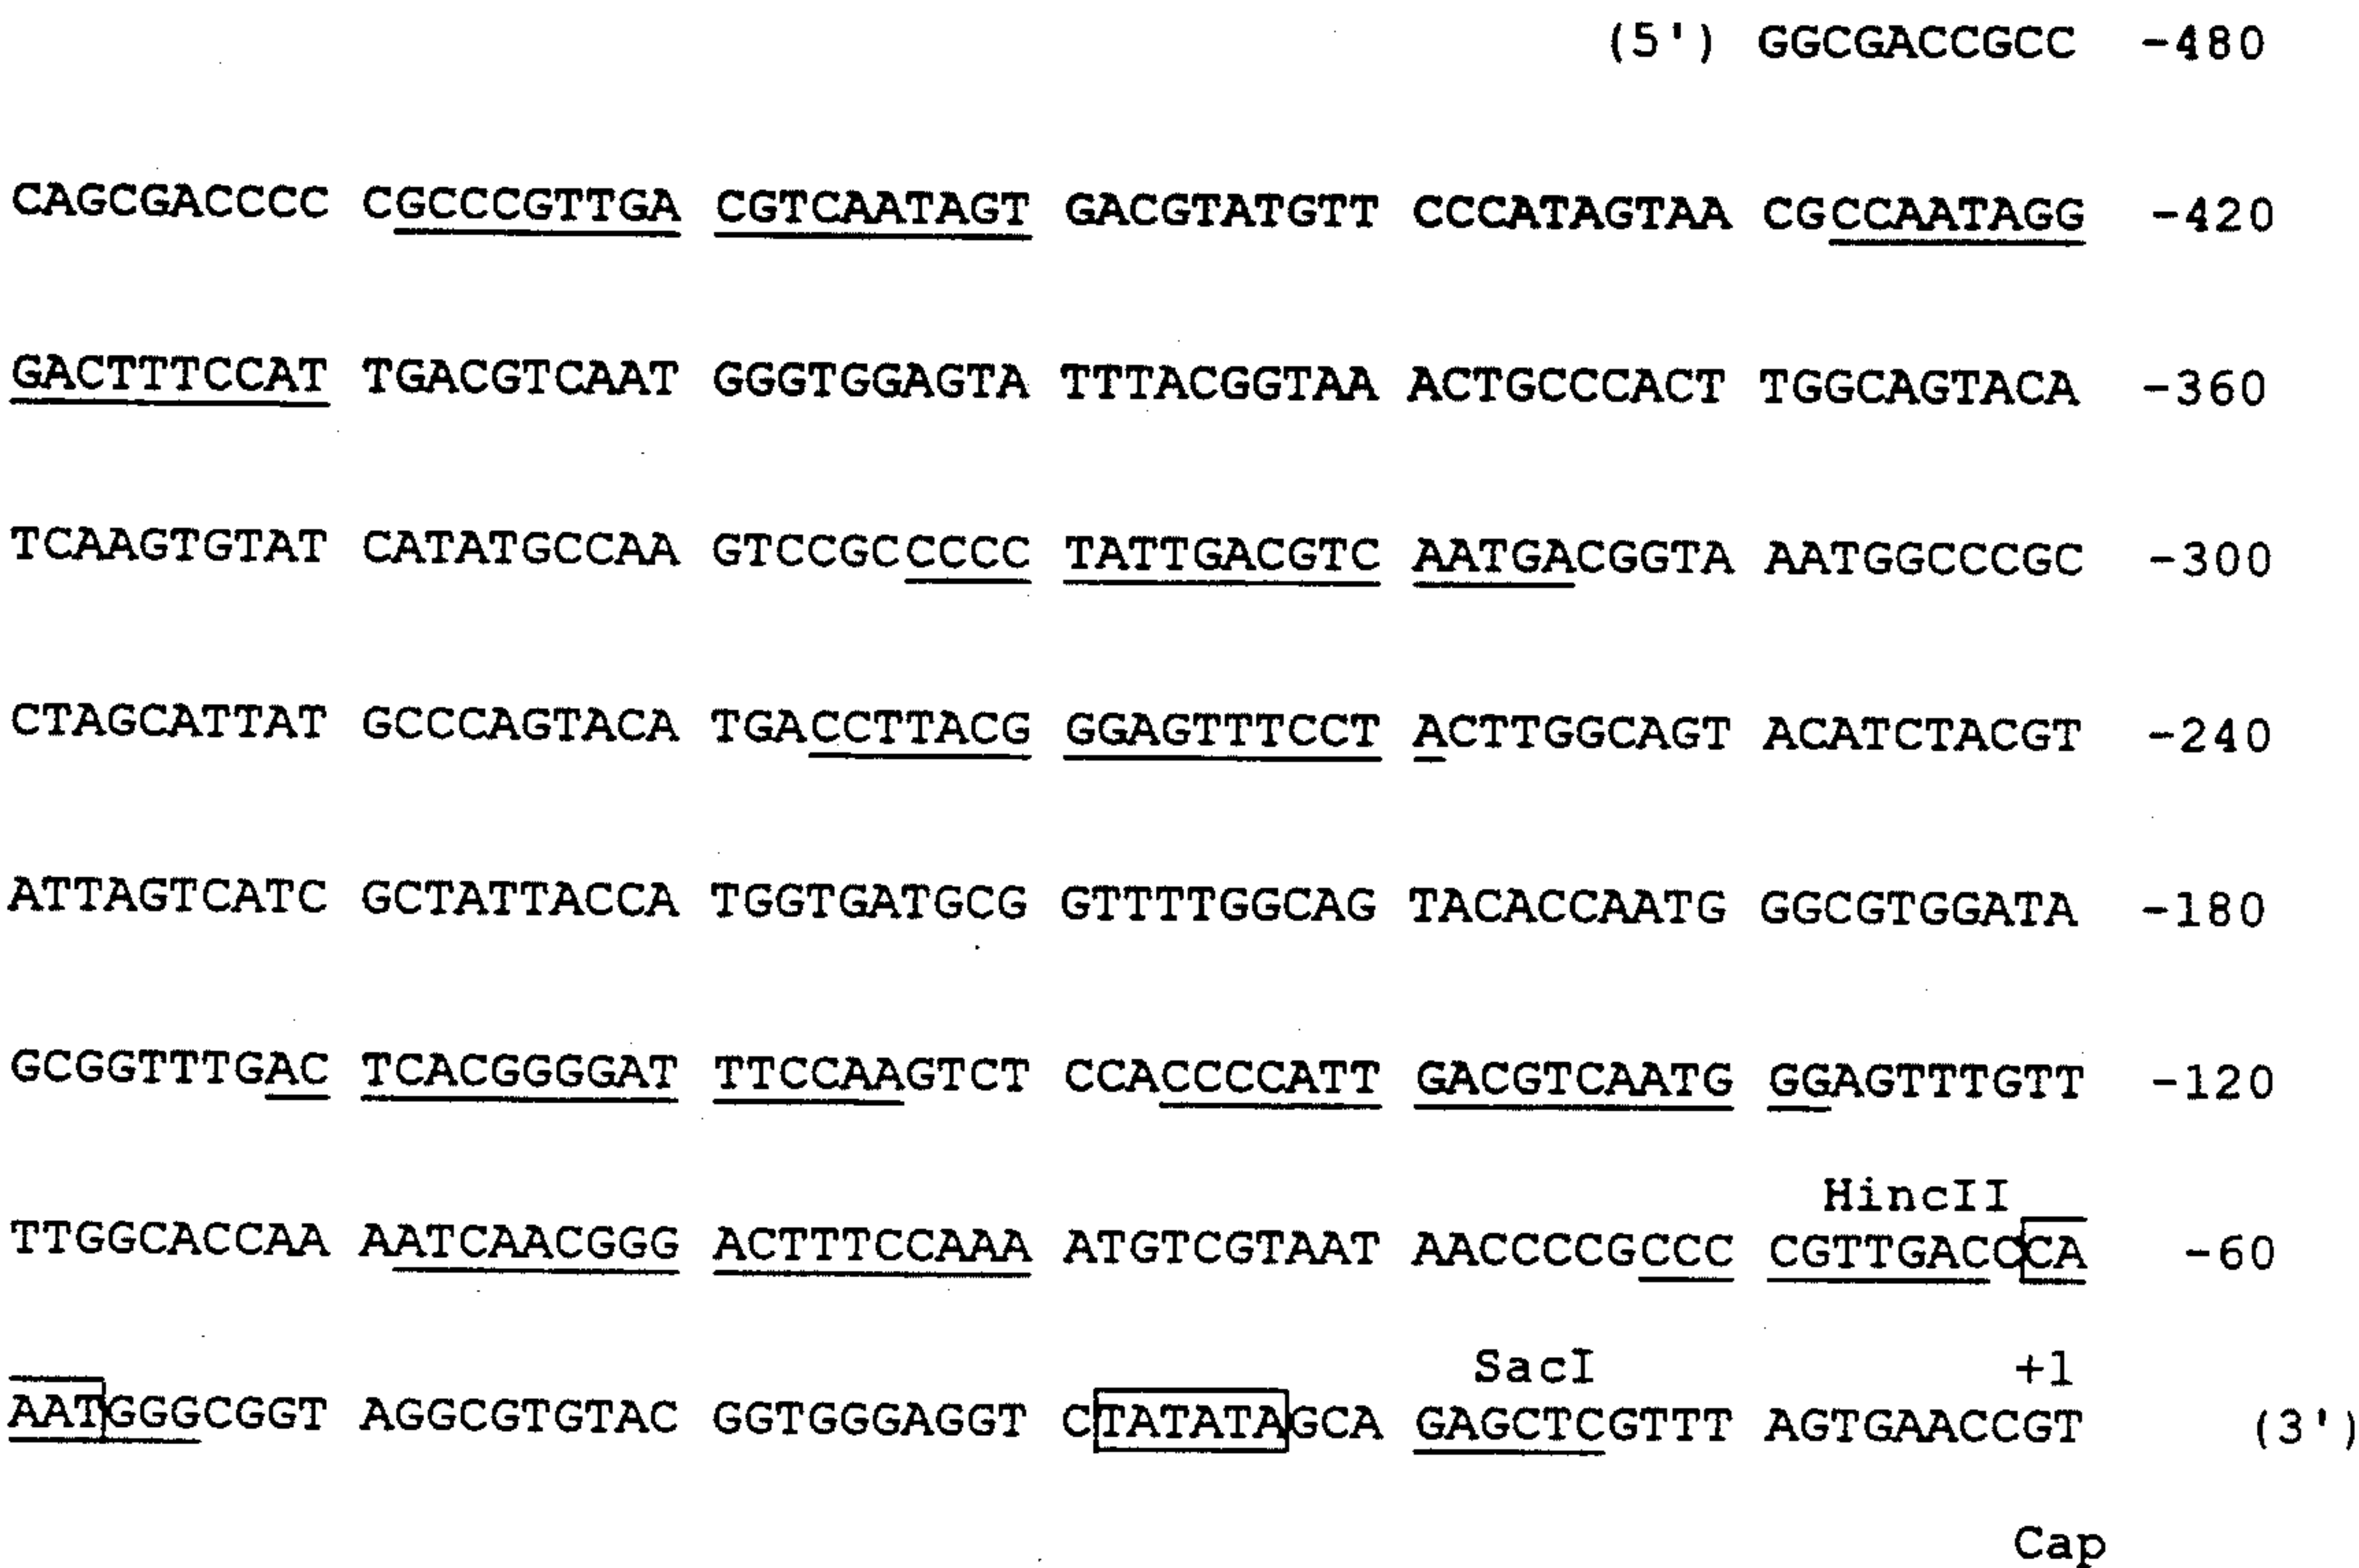 (5') GGCGACCGCC -480
CAGCGACCCC CGCCCGTTGA CGTCAATAGT GACGTATGTT CCCATAGTAA CGCCAATAGG -420
GACTTTCCAT TGACGTCAAT GGGTGGAGTA TTTACGGTAA ACTGCCCACT TGGCAGTACA -360
TCAAGTGTAT CATATGCCAA GTCCGCCCCC TATTGACGTC AATGACGGTA AATGGCCCGC -300
CTAGCATTAT GCCCAGTACA TGACCTTACG GGAGTTTCCT ACTTGGCAGT ACATCTACGT -240
ATTAGTCATC GCTATTACCA TGGTGATGCG GTTTTGGCAG TACACCAATG GGCGTGGATA -180
GCGGTTTGAC TCACGGGGAT TTCCAAGTCT CCACCCCATT GACGTCAATG GGAGTTTGTT -120
HincII
TTGGCACCAA AATCAACGGG ACTTTCCAAA ATGTCGTAAT AACCCCGCCC CGTTGACCCA -60
SacI +1
AATGGGCGGT AGGCGTGTAC GGTGGGAGGT CTATATAGCA GAGCTCGTTT AGTGAACCGT (3')
Cap